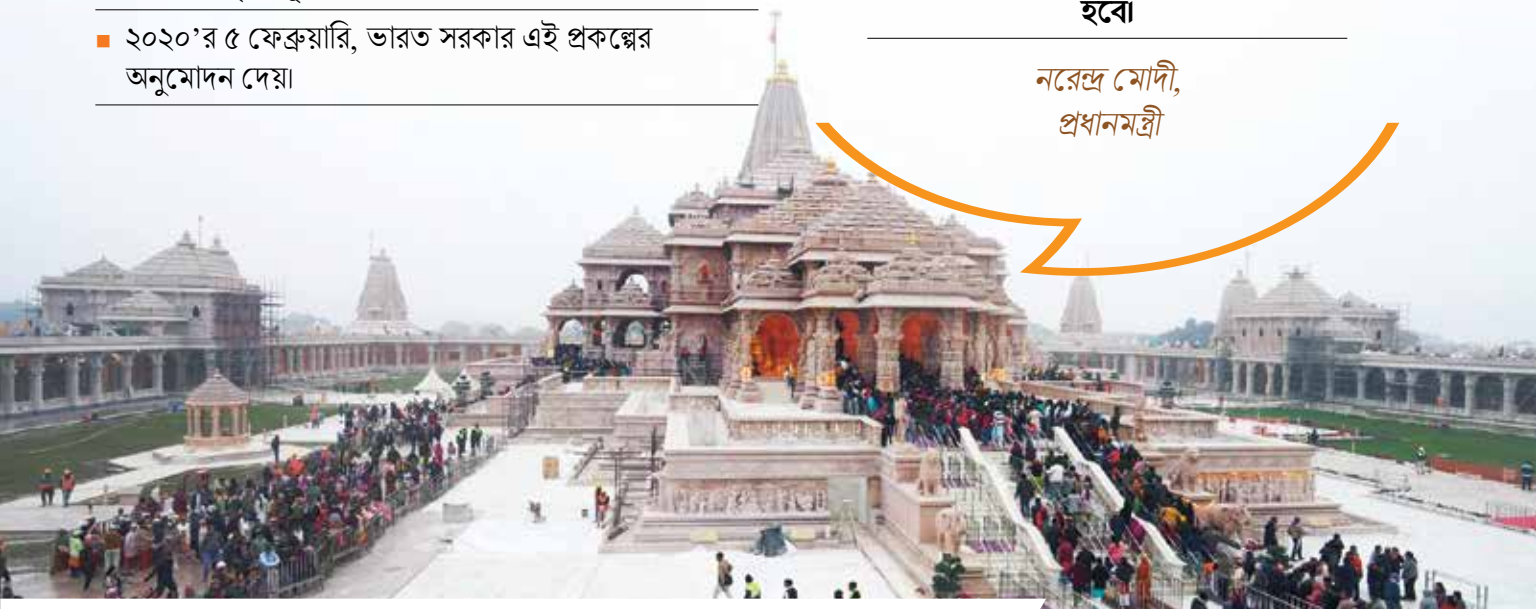 ২০২০’র ৫ ফেব্রুয়ারি, ভারত সরকার এই প্রকল্পের
অনুমোদন দেয়।
হবে।
নরেন্দ্র মোদী,
প্রধানমন্ত্রী